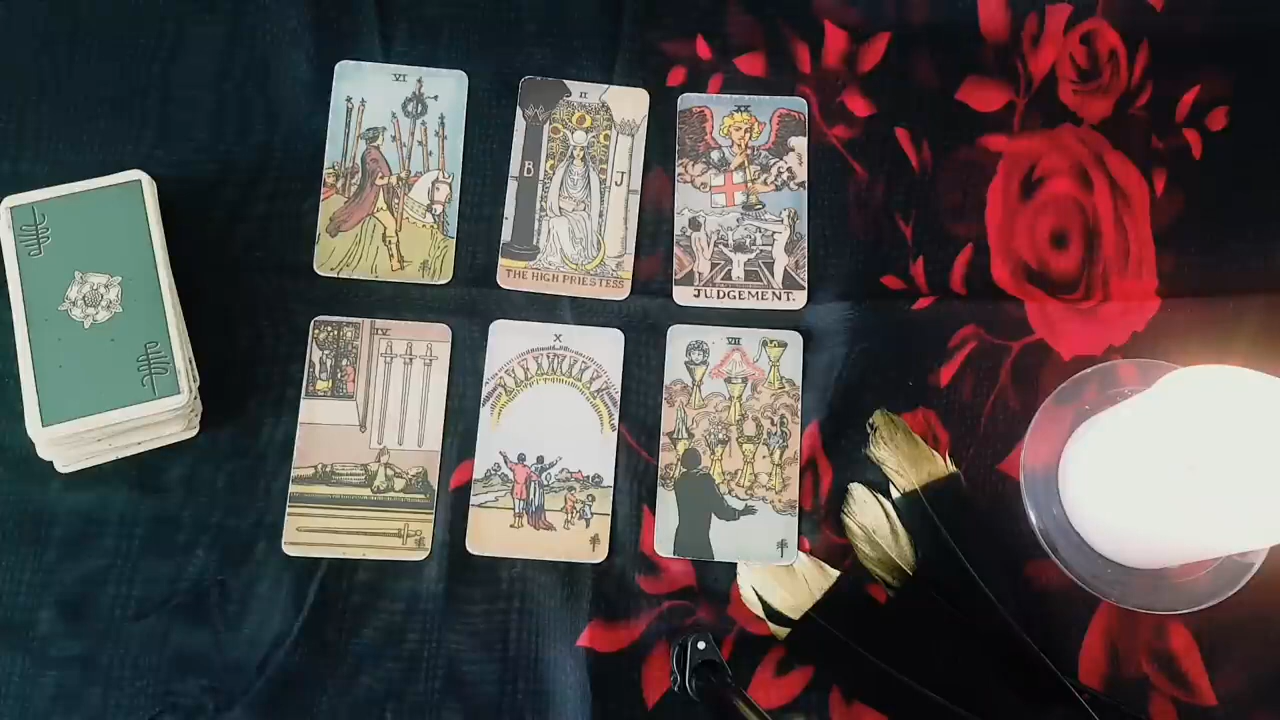 VI
II
B
J
THE HIGH PRIESTESS
XX
JUDGEMENT.
IV.
X
VII